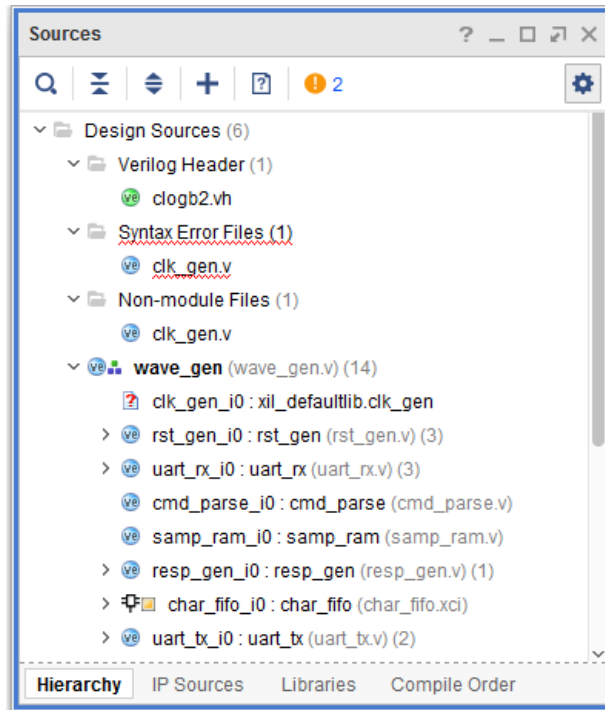 Sources
2
Design Sources (6)
Verilog Header (1)
clogb2.vh
Syntax Error Files (1)
clk_gen.v
Non-module Files (1)
clk_gen.v
wave_gen (wave_gen.v) (14)
clk_gen_i0 : xil_defaultlib.clk_gen
rst_gen_i0 : rst_gen (rst_gen.v) (3)
uart_rx_i0 : uart_rx (uart_rx.v) (3)
cmd_parse_i0 : cmd_parse (cmd_parse.v)
samp_ram_i0 : samp_ram (samp_ram.v)
resp_gen_i0 : resp_gen (resp_gen.v) (1)
char_fifo_i0 : char_fifo (char_fifo.xci)
uart_tx_i0 : uart_tx (uart_tx.v) (2)
Hierarchy IP Sources Libraries Compile Order